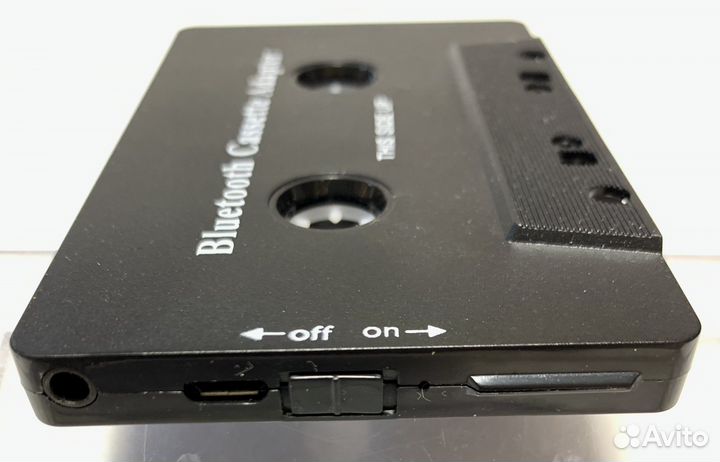 Bluetooth Cassette Adapter
THIS SIDE UP
←off on→
Avito